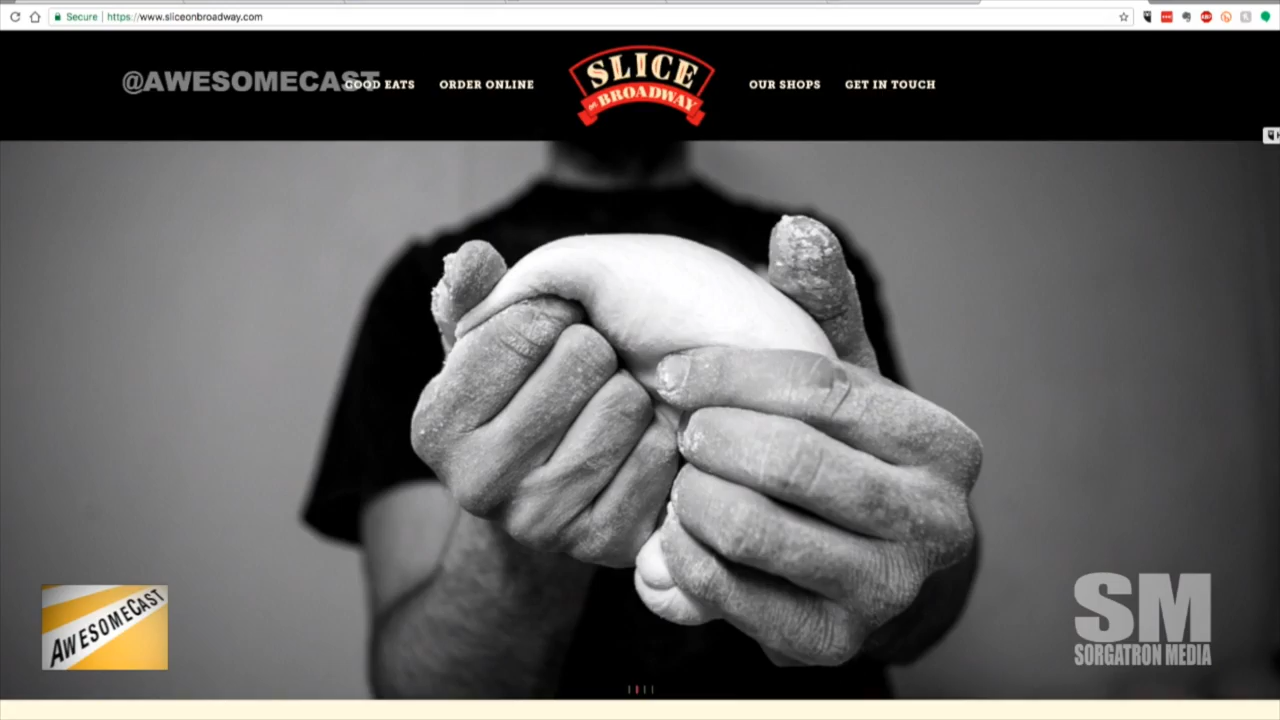 Secure https://www.sliceonbroadway.com
@AWESOMECAST
GOOD EATS
ORDER ONLINE
SLICE
on BROADWAY
OUR SHOPS
GET IN TOUCH
AWESOMECAST
SM
SORGATRON MEDIA